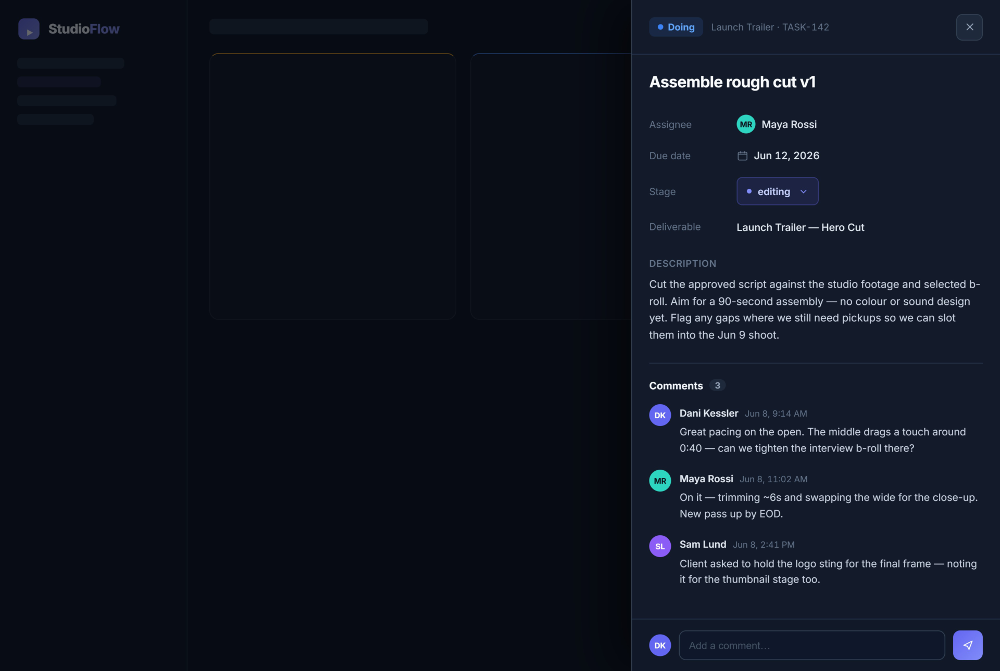 StudioFlow
Doing
Launch Trailer · TASK-142
Assemble rough cut v1
Assignee
MR
Maya Rossi
Due date
Jun 12, 2026
Stage
editing
Deliverable
Launch Trailer — Hero Cut
DESCRIPTION
Cut the approved script against the studio footage and selected b-
roll. Aim for a 90-second assembly — no colour or sound design
yet. Flag any gaps where we still need pickups so we can slot
them into the Jun 9 shoot.
Comments 3
DK
Dani Kessler Jun 8, 9:14 AM
Great pacing on the open. The middle drags a touch around
0:40 — can we tighten the interview b-roll there?
MR
Maya Rossi Jun 8, 11:02 AM
On it — trimming ~6s and swapping the wide for the close-up.
New pass up by EOD.
SL
Sam Lund Jun 8, 2:41 PM
Client asked to hold the logo sting for the final frame — noting
it for the thumbnail stage too.
DK
Add a comment...